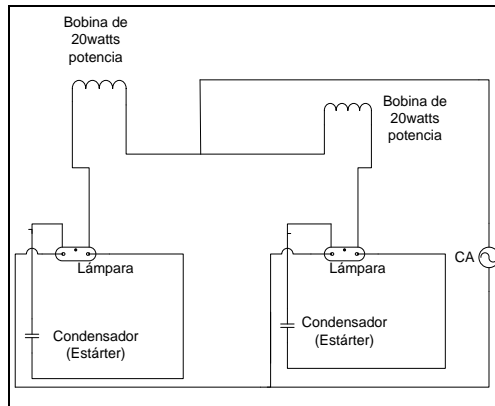 Bobina de
20watts
potencia
Bobina de
20watts
potencia
Lámpara
Lámpara
CA
Condensador
(Estárter)
Condensador
(Estárter)